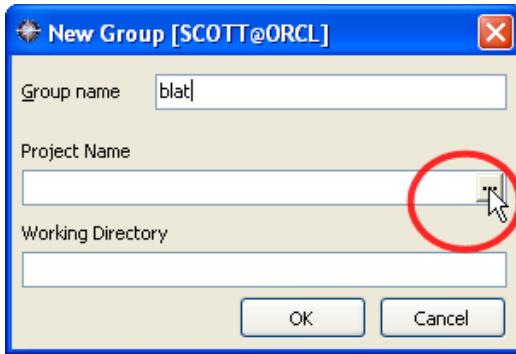 New Group [SCOTT@ORCL]
Group name blat
Project Name
...
Working Directory
OK Cancel